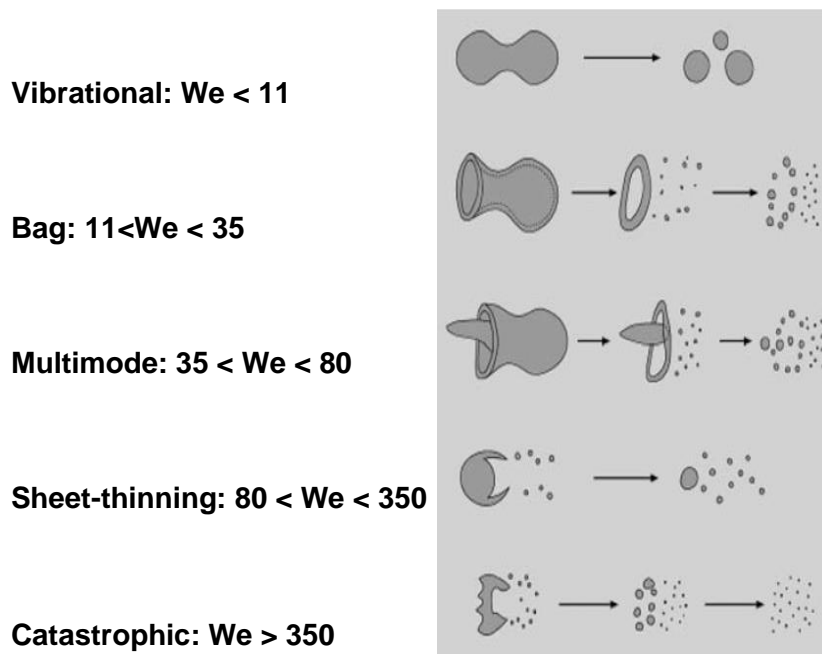 Vibrational: We < 11
Bag: 11<We < 35
Multimode: 35 < We < 80
Sheet-thinning: 80 < We < 350
Catastrophic: We > 350